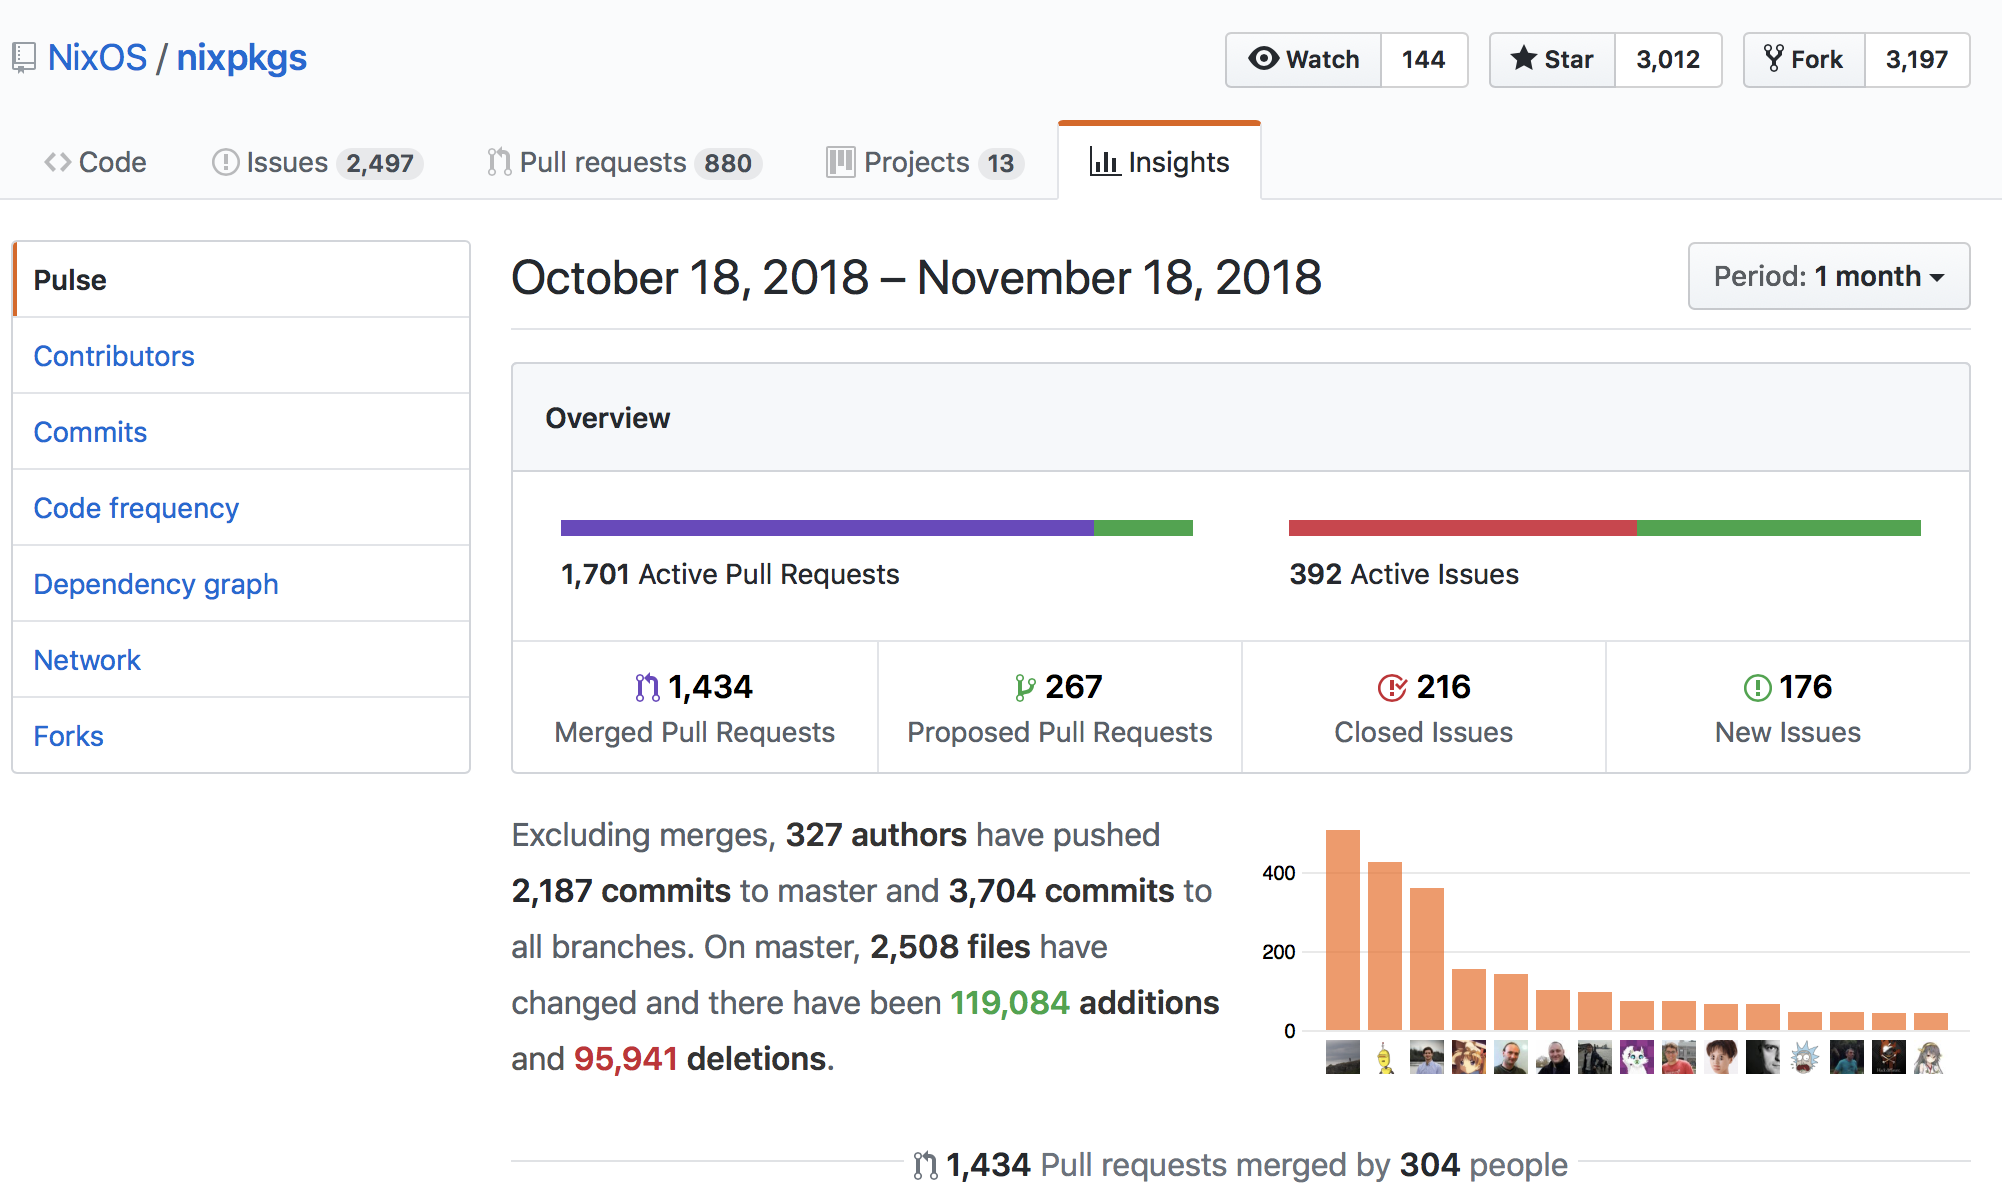 NixOS / nixpkgs
Watch 144 Star 3,012 Fork 3,197
Code Issues 2,497 Pull requests 880 Projects 13 Insights
Pulse
Contributors
Commits
Code frequency
Dependency graph
Network
Forks
October 18, 2018 – November 18, 2018
Period: 1 month
Overview
1,701 Active Pull Requests
392 Active Issues
1,434
Merged Pull Requests
267
Proposed Pull Requests
216
Closed Issues
176
New Issues
Excluding merges, 327 authors have pushed
2,187 commits to master and 3,704 commits to
all branches. On master, 2,508 files have
changed and there have been 119,084 additions
and 95,941 deletions.
400
200
0
1,434 Pull requests merged by 304 people